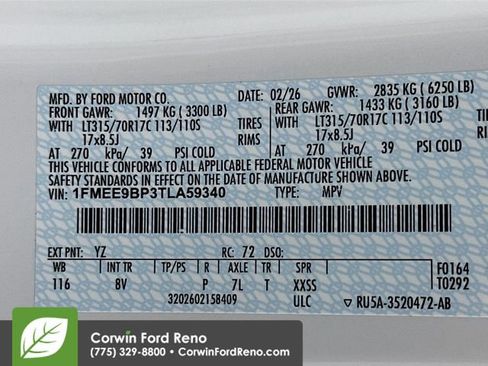 MFD. BY FORD MOTOR CO. 02/26 GVWR: 2835 KG ( 6250 LB)
FRONT GAWR: 1497 KG ( 3300 LB) REAR GAWR: 1433 KG ( 3160 LB)
WITH LT315/70R17C 113/110S TIRES WITH LT315/70R17C 113/110S TIRES
17x8.5J RIMS 17x8.5J RIMS
AT 270 kPa/ 39 PSI COLD AT 270 kPa/ 39 PSI COLD
THIS VEHICLE CONFORMS TO ALL APPLICABLE FEDERAL MOTOR VEHICLE
SAFETY STANDARDS IN EFFECT ON THE DATE OF MANUFACTURE SHOWN ABOVE.
VIN: 1FMEE9BP3TLA59340 TYPE: MPV
EXT PNT: YZ RC: 72 DSO: F0164
WB INT TR TP/PS R AXLE TR SPR T0292
116 8V P 7L T XXSS
3202602158409 ULC RU5A-3520472-AB
Corwin Ford Reno
(775) 329-8800 • CorwinFordReno.com